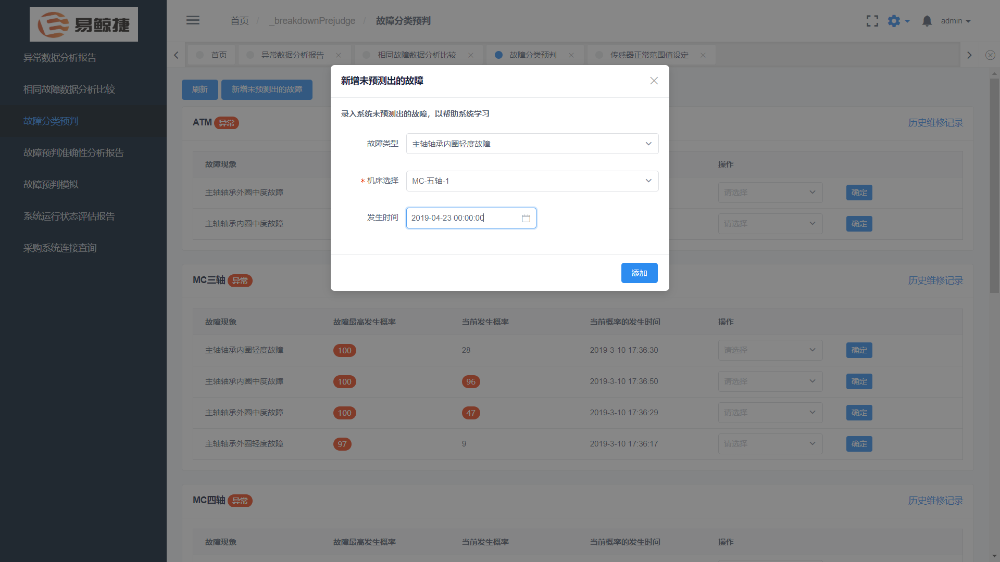 易鲸捷
异常数据分析报告
相同故障数据分析比较
故障分类预判
故障预判准确性分析报告
故障预判模拟
系统运行状态评估报告
采购系统连接查询
首页 / _breakdownPrejudge / 故障分类预判
admin
首页 异常数据分析报告 相同故障数据分析比较 故障分类预判 传感器正常范围值设定
刷新 新增未预测出的故障
新增未预测出的故障
录入系统未预测出的故障，以帮助系统学习
故障类型 主轴轴承内圈轻度故障
* 机床选择 MC-五轴-1
发生时间 2019-04-23 00:00:00
添加
ATM 异常 历史维修记录
故障现象 操作
主轴轴承外圈中度故障 请选择 确定
主轴轴承内圈中度故障 请选择 确定
MC三轴 异常 历史维修记录
故障现象 故障最高发生概率 当前发生概率 当前概率的发生时间 操作
主轴轴承内圈轻度故障 100 28 2019-3-10 17:36:30 请选择 确定
主轴轴承内圈中度故障 100 96 2019-3-10 17:36:50 请选择 确定
主轴轴承外圈中度故障 100 47 2019-3-10 17:36:29 请选择 确定
主轴轴承外圈轻度故障 97 9 2019-3-10 17:36:17 请选择 确定
MC四轴 异常 历史维修记录
故障现象 故障最高发生概率 当前发生概率 当前概率的发生时间 操作